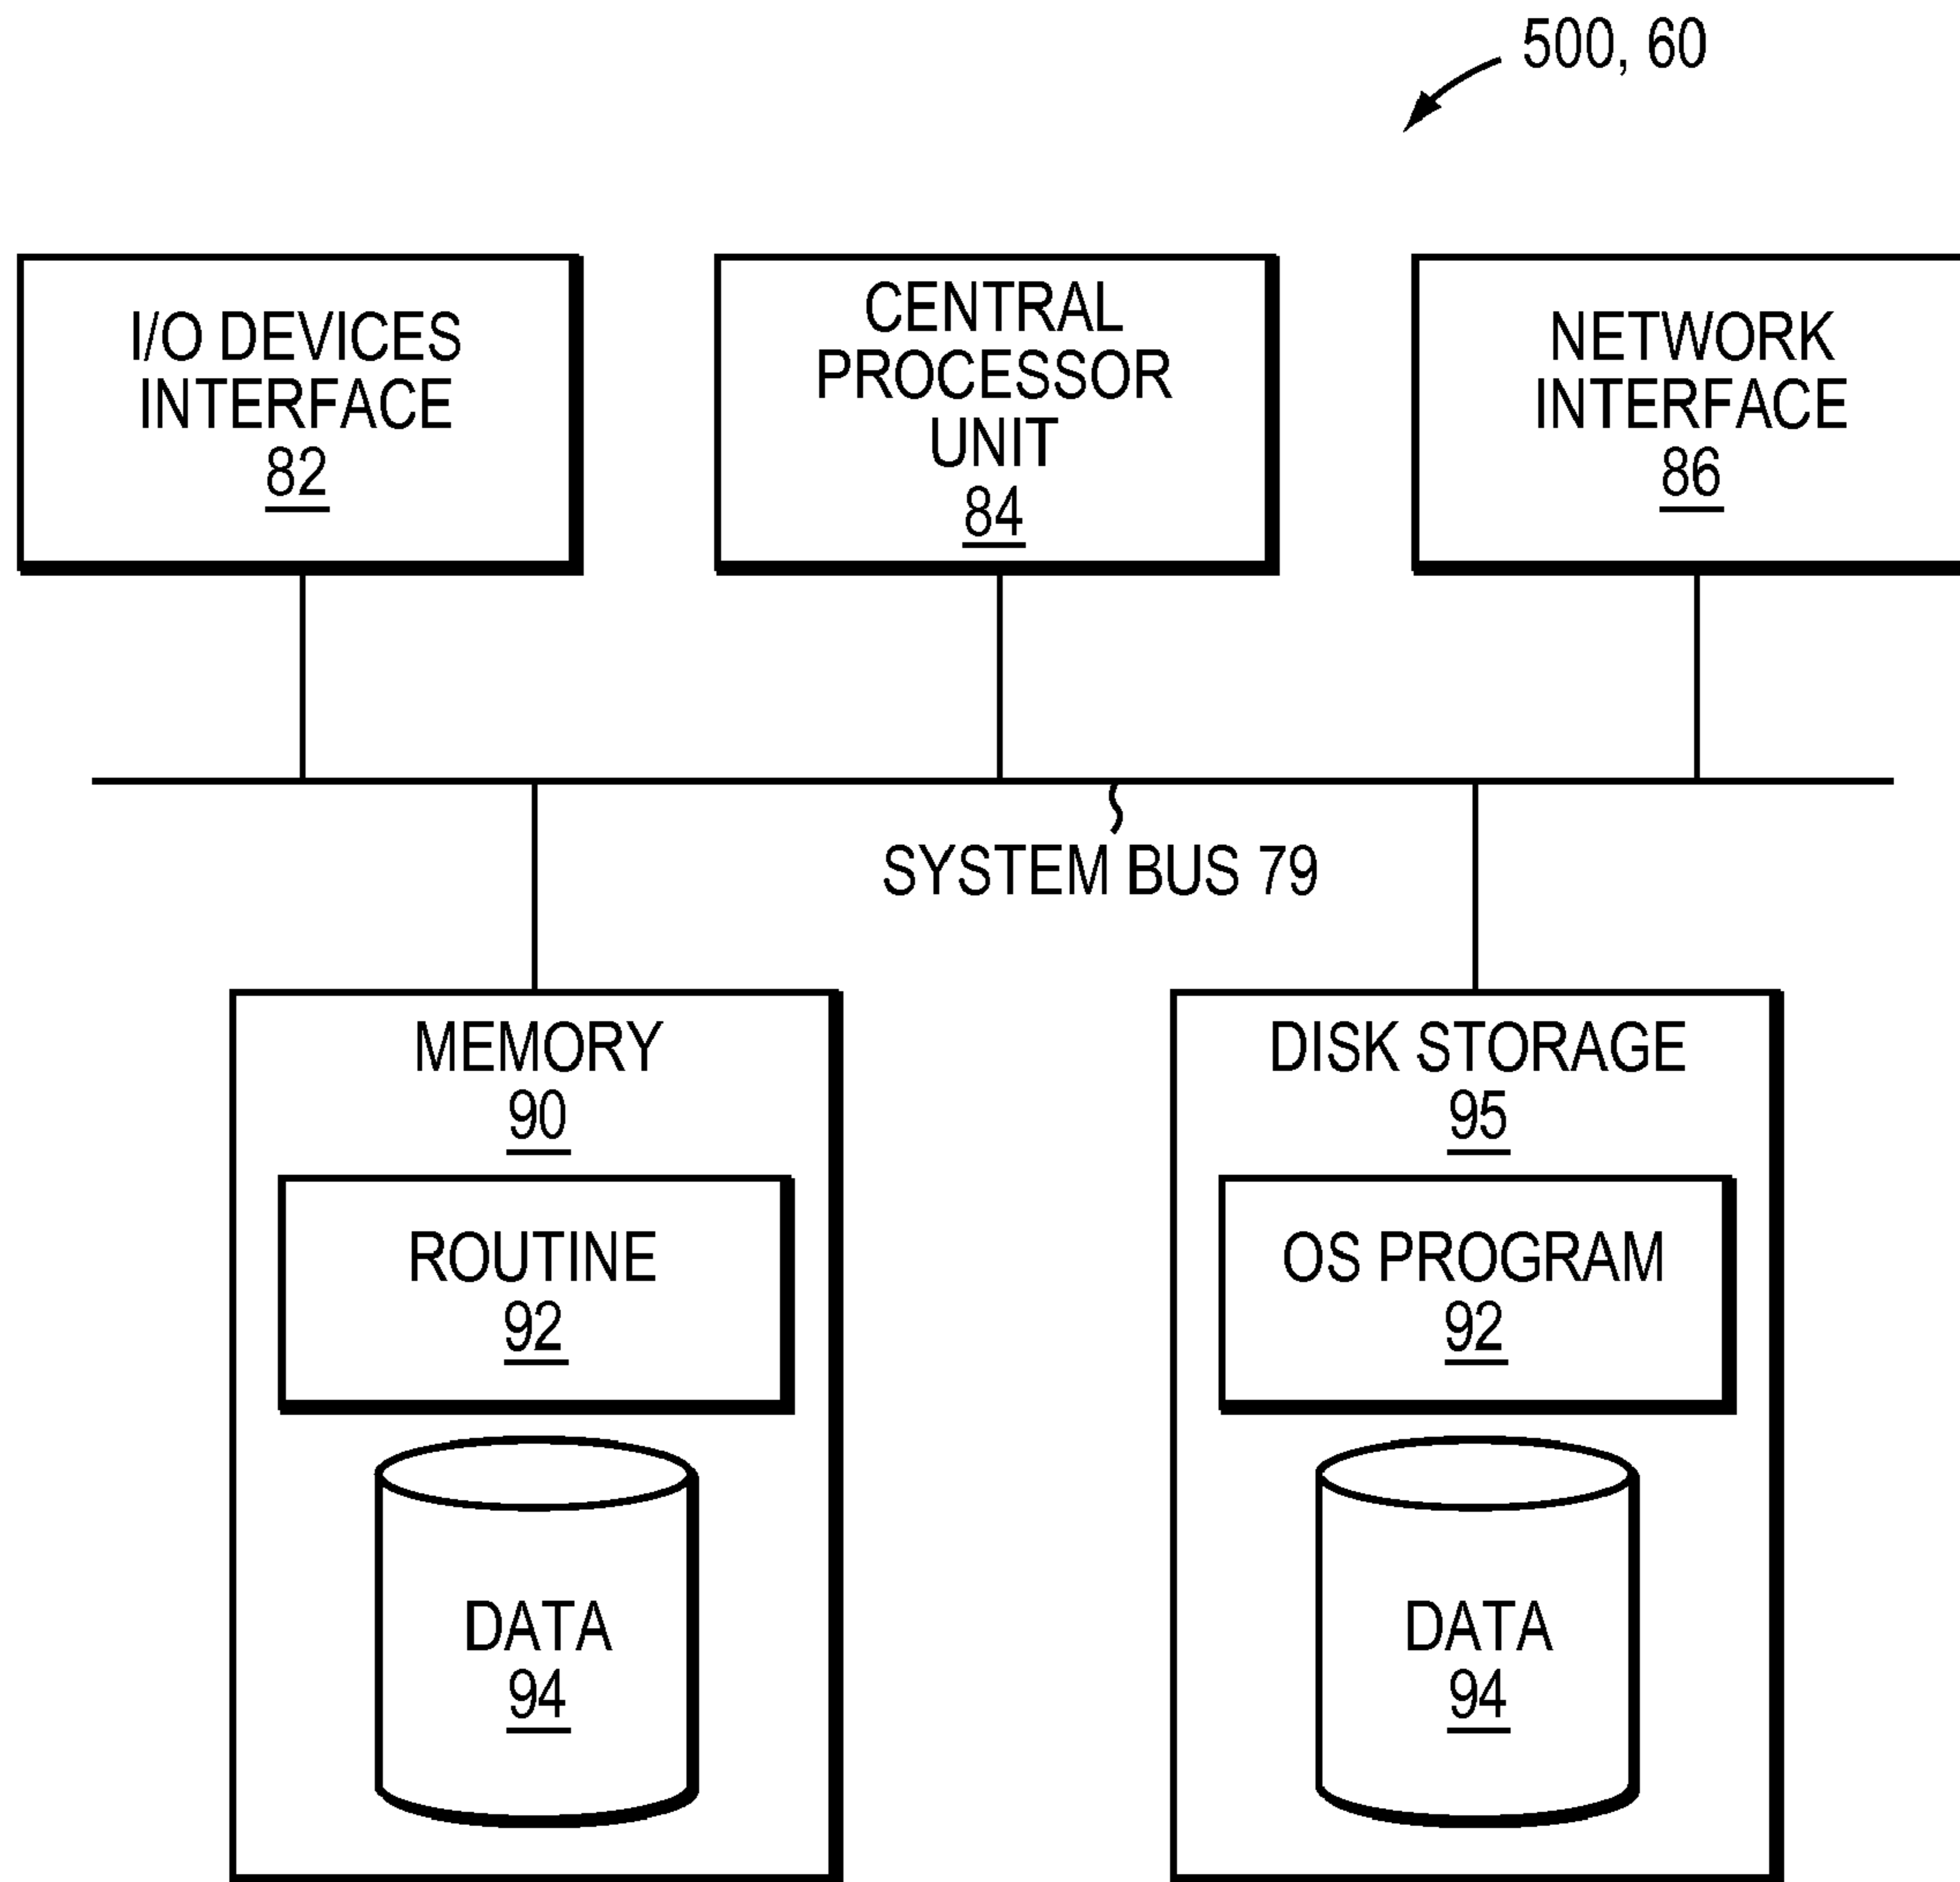 500, 60
I/O DEVICES
INTERFACE
82
CENTRAL
PROCESSOR
UNIT
84
NETWORK
INTERFACE
86
SYSTEM BUS 79
MEMORY
90
ROUTINE
92
DATA
94
DISK STORAGE
95
OS PROGRAM
92
DATA
94